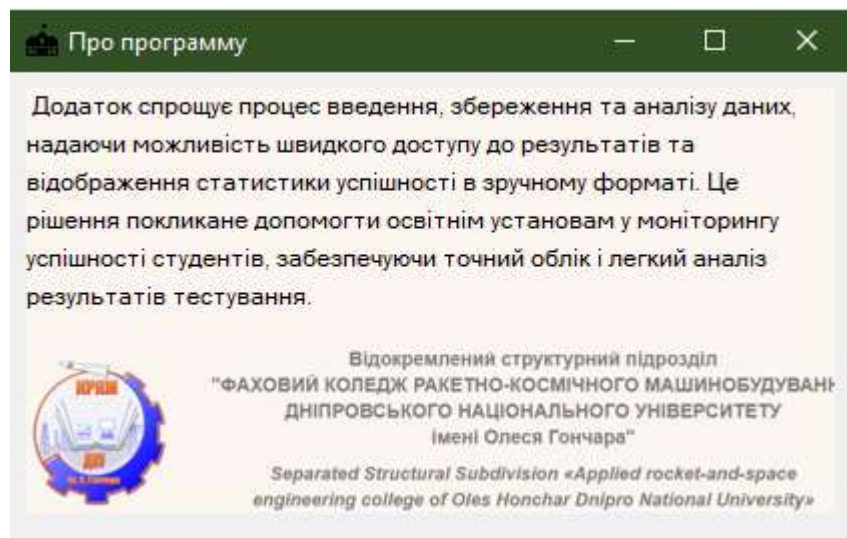 Про программу
Додаток спрощує процес введення, збереження та аналізу даних,
надаючи можливість швидкого доступу до результатів та
відображення статистики успішності в зручному форматі. Це
рішення покликане допомогти освітнім установам у моніторингу
успішності студентів, забезпечуючи точний облік і легкий аналіз
результатів тестування.
Відокремлений структурний підрозділ
"ФАХОВИЙ КОЛЕДЖ РАКЕТНО-КОСМІЧНОГО МАШИНОБУДУВАНН
ДНІПРОВСЬКОГО НАЦІОНАЛЬНОГО УНІВЕРСИТЕТУ
імені Олеся Гончара"
Separated Structural Subdivision «Applied rocket-and-space
engineering college of Oles Honchar Dnipro National University»